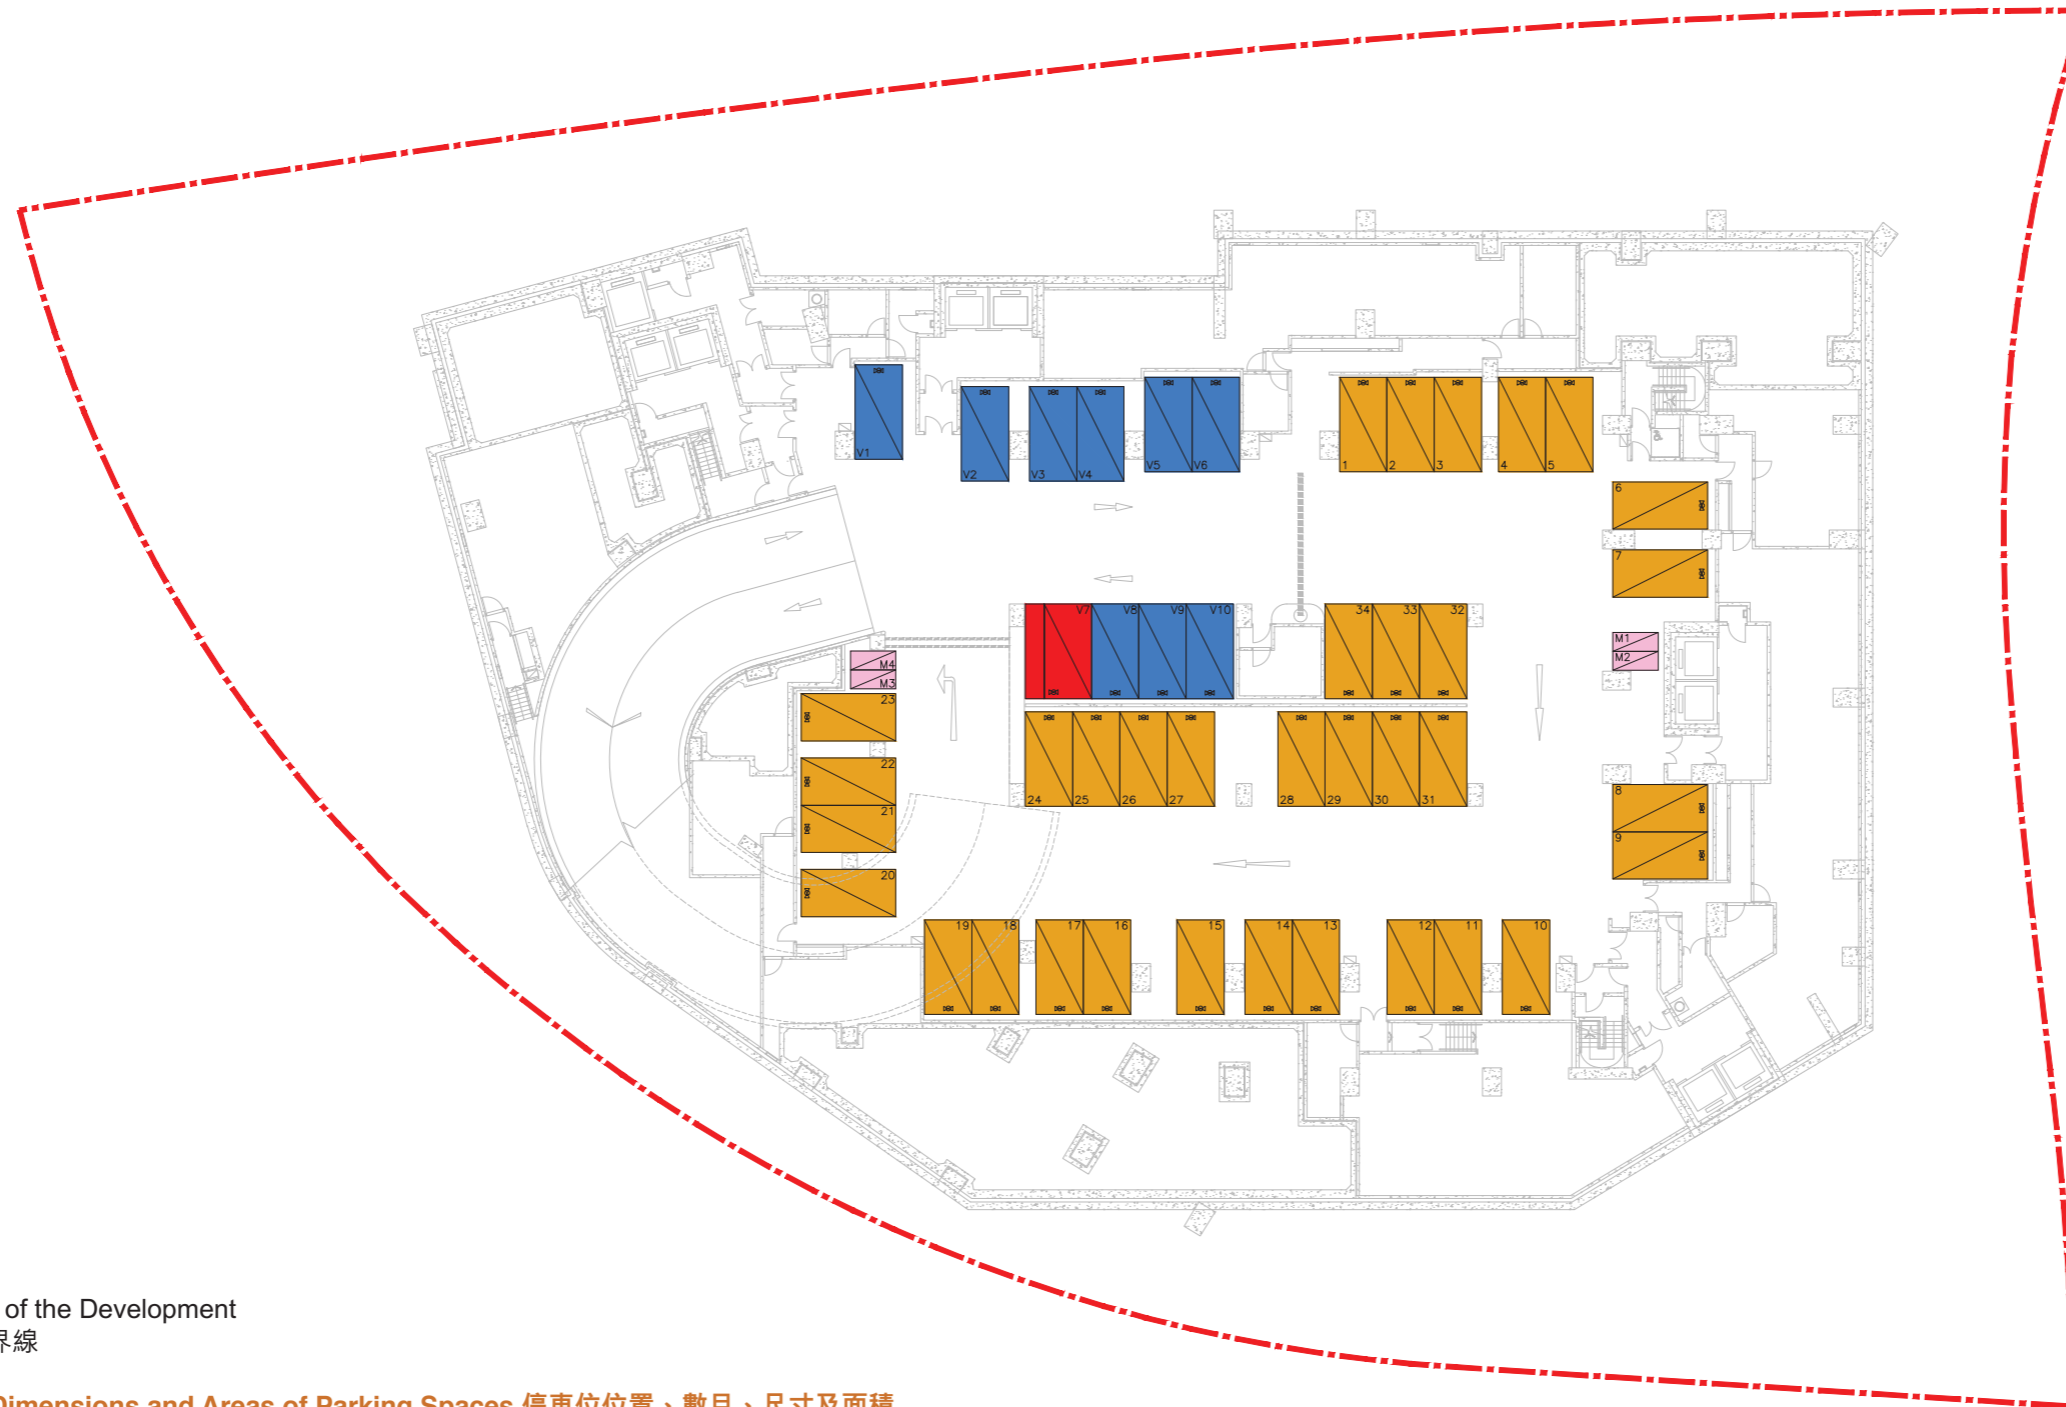 V1
V2
V3
V4
V5
V6
1
2
3
4
5
6
7
V7
V8
V9
V10
34
33
32
M1
M2
M4
M3
23
24
25
26
27
28
29
30
31
22
21
8
9
20
19
18
17
16
15
14
13
12
11
10
of the Development
界線
Dimensions and Areas of Parking Spaces 停車位位置、數目、尺寸及面積